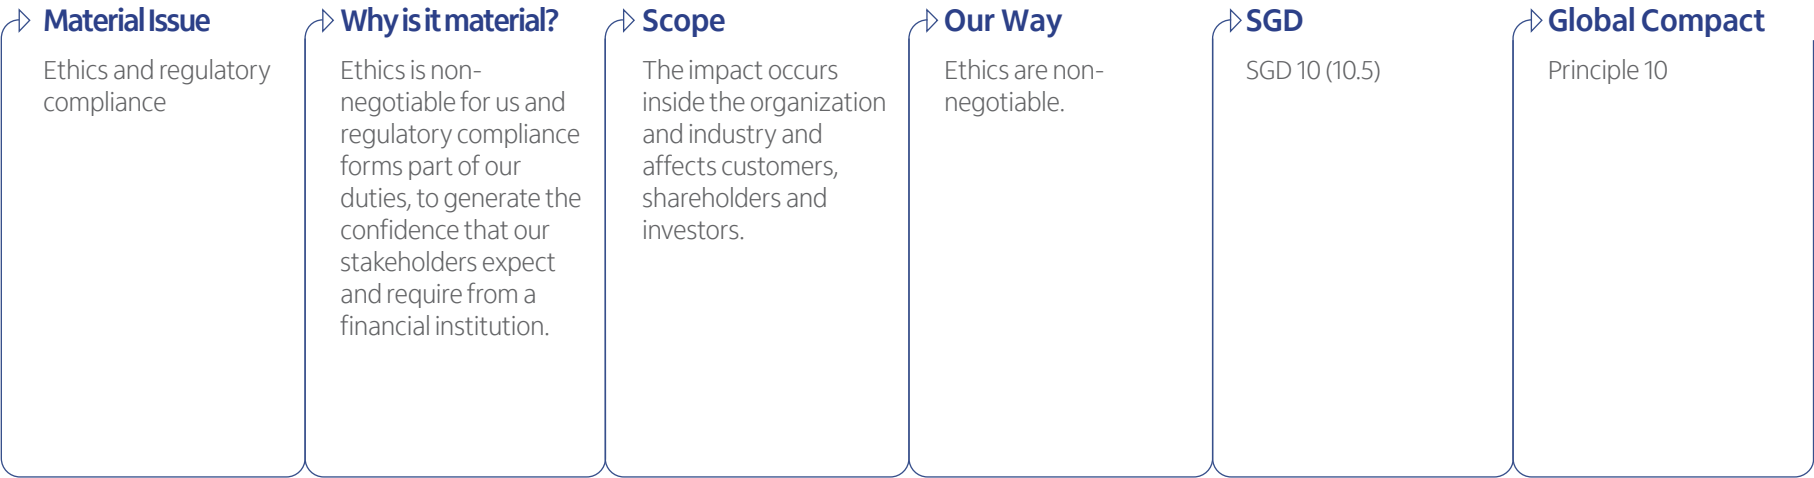 Material Issue
Ethics and regulatory
compliance
Why is it material?
Ethics is non-
negotiable for us and
regulatory compliance
forms part of our
duties, to generate the
confidence that our
stakeholders expect
and require from a
financial institution.
Scope
The impact occurs
inside the organization
and industry and
affects customers,
shareholders and
investors.
Our Way
Ethics are non-
negotiable.
SGD
SGD 10 (10.5)
Global Compact
Principle 10